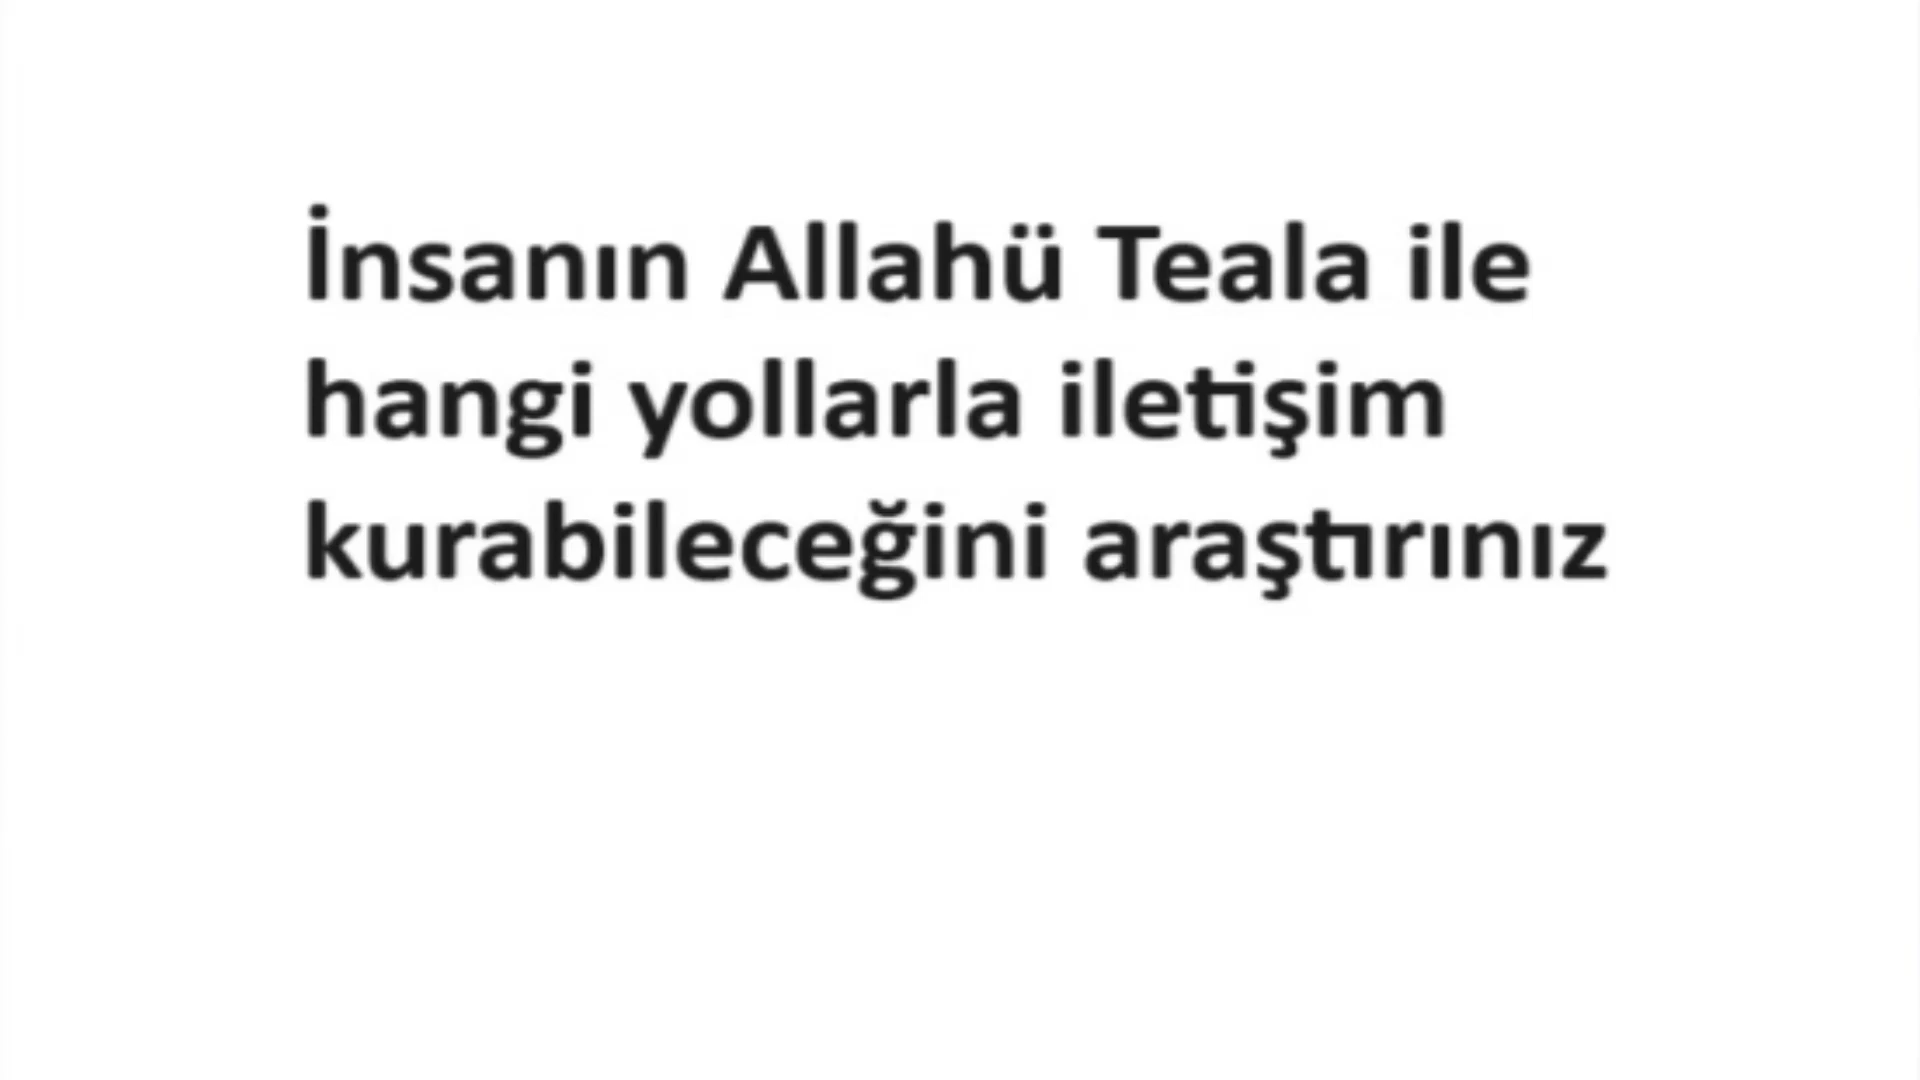 İnsanın Allahü Teala ile
hangi yollarla iletişim
kurabileceğini araştırınız